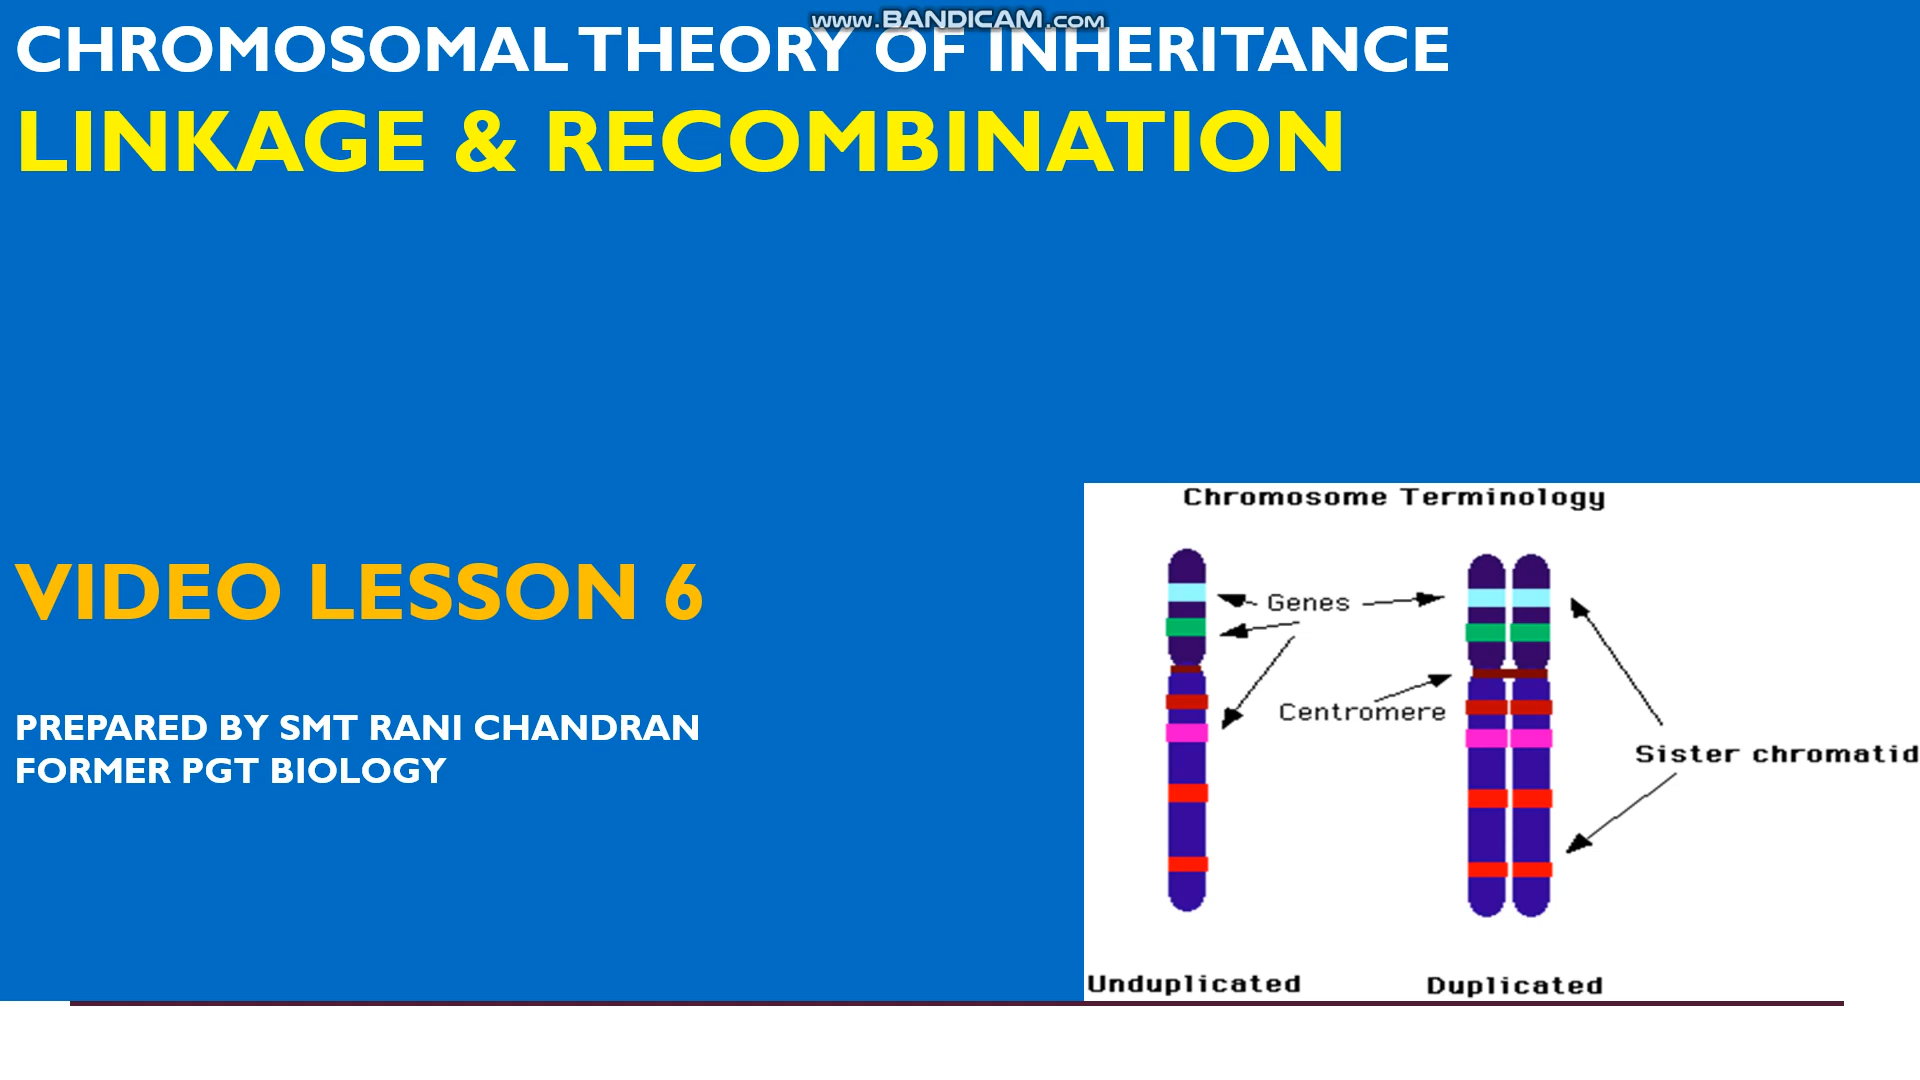 www.BANDICAM.com
CHROMOSOMAL THEORY OF INHERITANCE
LINKAGE & RECOMBINATION
VIDEO LESSON 6
PREPARED BY SMT RANI CHANDRAN
FORMER PGT BIOLOGY
Chromosome Terminology
Genes
Centromere
Sister chromatid
Unduplicated
Duplicated